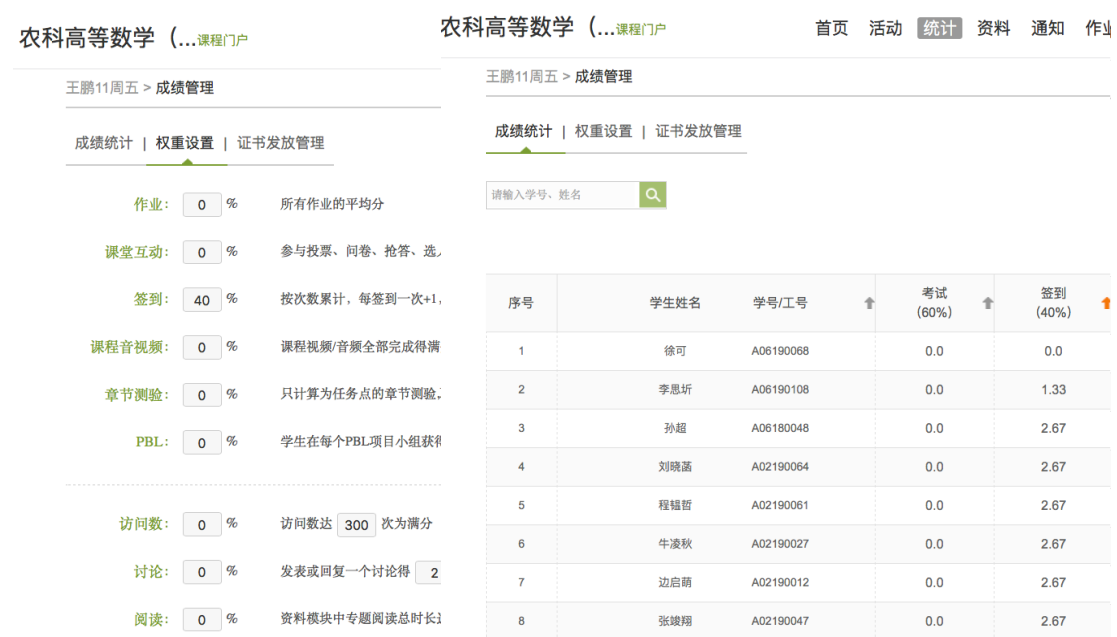 农科高等数学（...课程门户
王鹏11周五 > 成绩管理
成绩统计 | 权重设置 | 证书发放管理
作业: 0 % 所有作业的平均分
课堂互动: 0 % 参与投票、问卷、抢答、选
签到: 40 % 按次数累计，每签到一次+1,
课程音视频: 0 % 课程视频/音频全部完成得满
章节测验: 0 % 只计算为任务点的章节测验,
PBL: 0 % 学生在每个PBL项目小组获得
访问数: 0 % 访问数达 300 次为满分
讨论: 0 % 发表或回复一个讨论得 2
阅读: 0 % 资料模块中专题阅读总时长
农科高等数学（...课程门户
首页 活动 统计 资料 通知 作业
王鹏11周五 > 成绩管理
成绩统计 | 权重设置 | 证书发放管理
请输入学号、姓名
序号 学生姓名 学号/工号 考试 (60%) 签到 (40%)
1 徐可 A06190068 0.0 0.0
2 李思圻 A06190108 0.0 1.33
3 孙超 A06180048 0.0 2.67
4 刘晓菡 A02190064 0.0 2.67
5 程韫哲 A02190061 0.0 2.67
6 牛凌秋 A02190027 0.0 2.67
7 边启萌 A02190012 0.0 2.67
8 张竣翔 A02190047 0.0 2.67